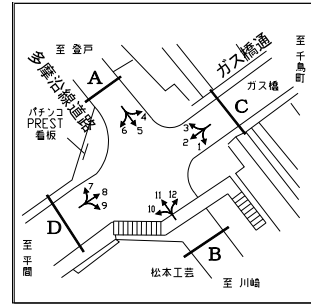 至 登戸
多摩沿線道路
A
ガス橋通
至 千鳥町
パチンコ
PREST
看板
ガス橋
C
4
5
6
3
2
1
7
8
9
11 12
10
D
至 平間
B
松本工芸
至 川崎